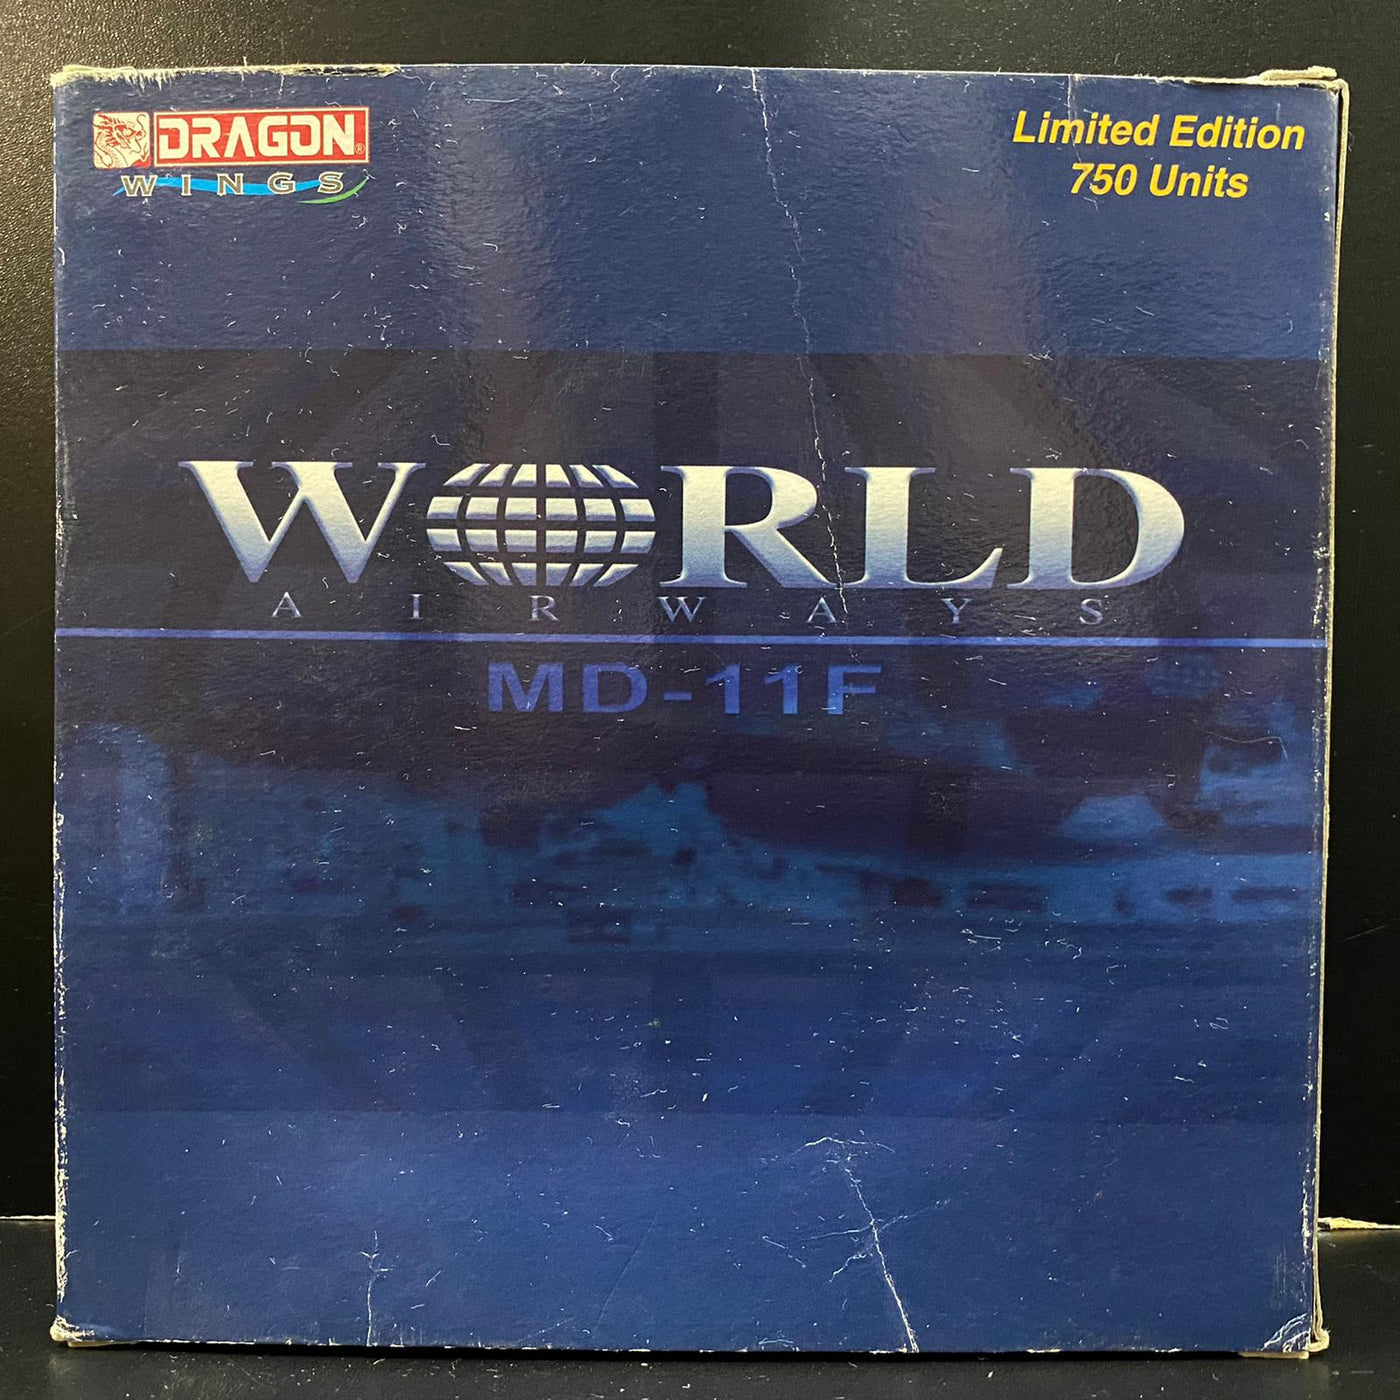 DRAGON®
WINGS
Limited Edition
750 Units
WORLD
AIRWAYS
MD-11F